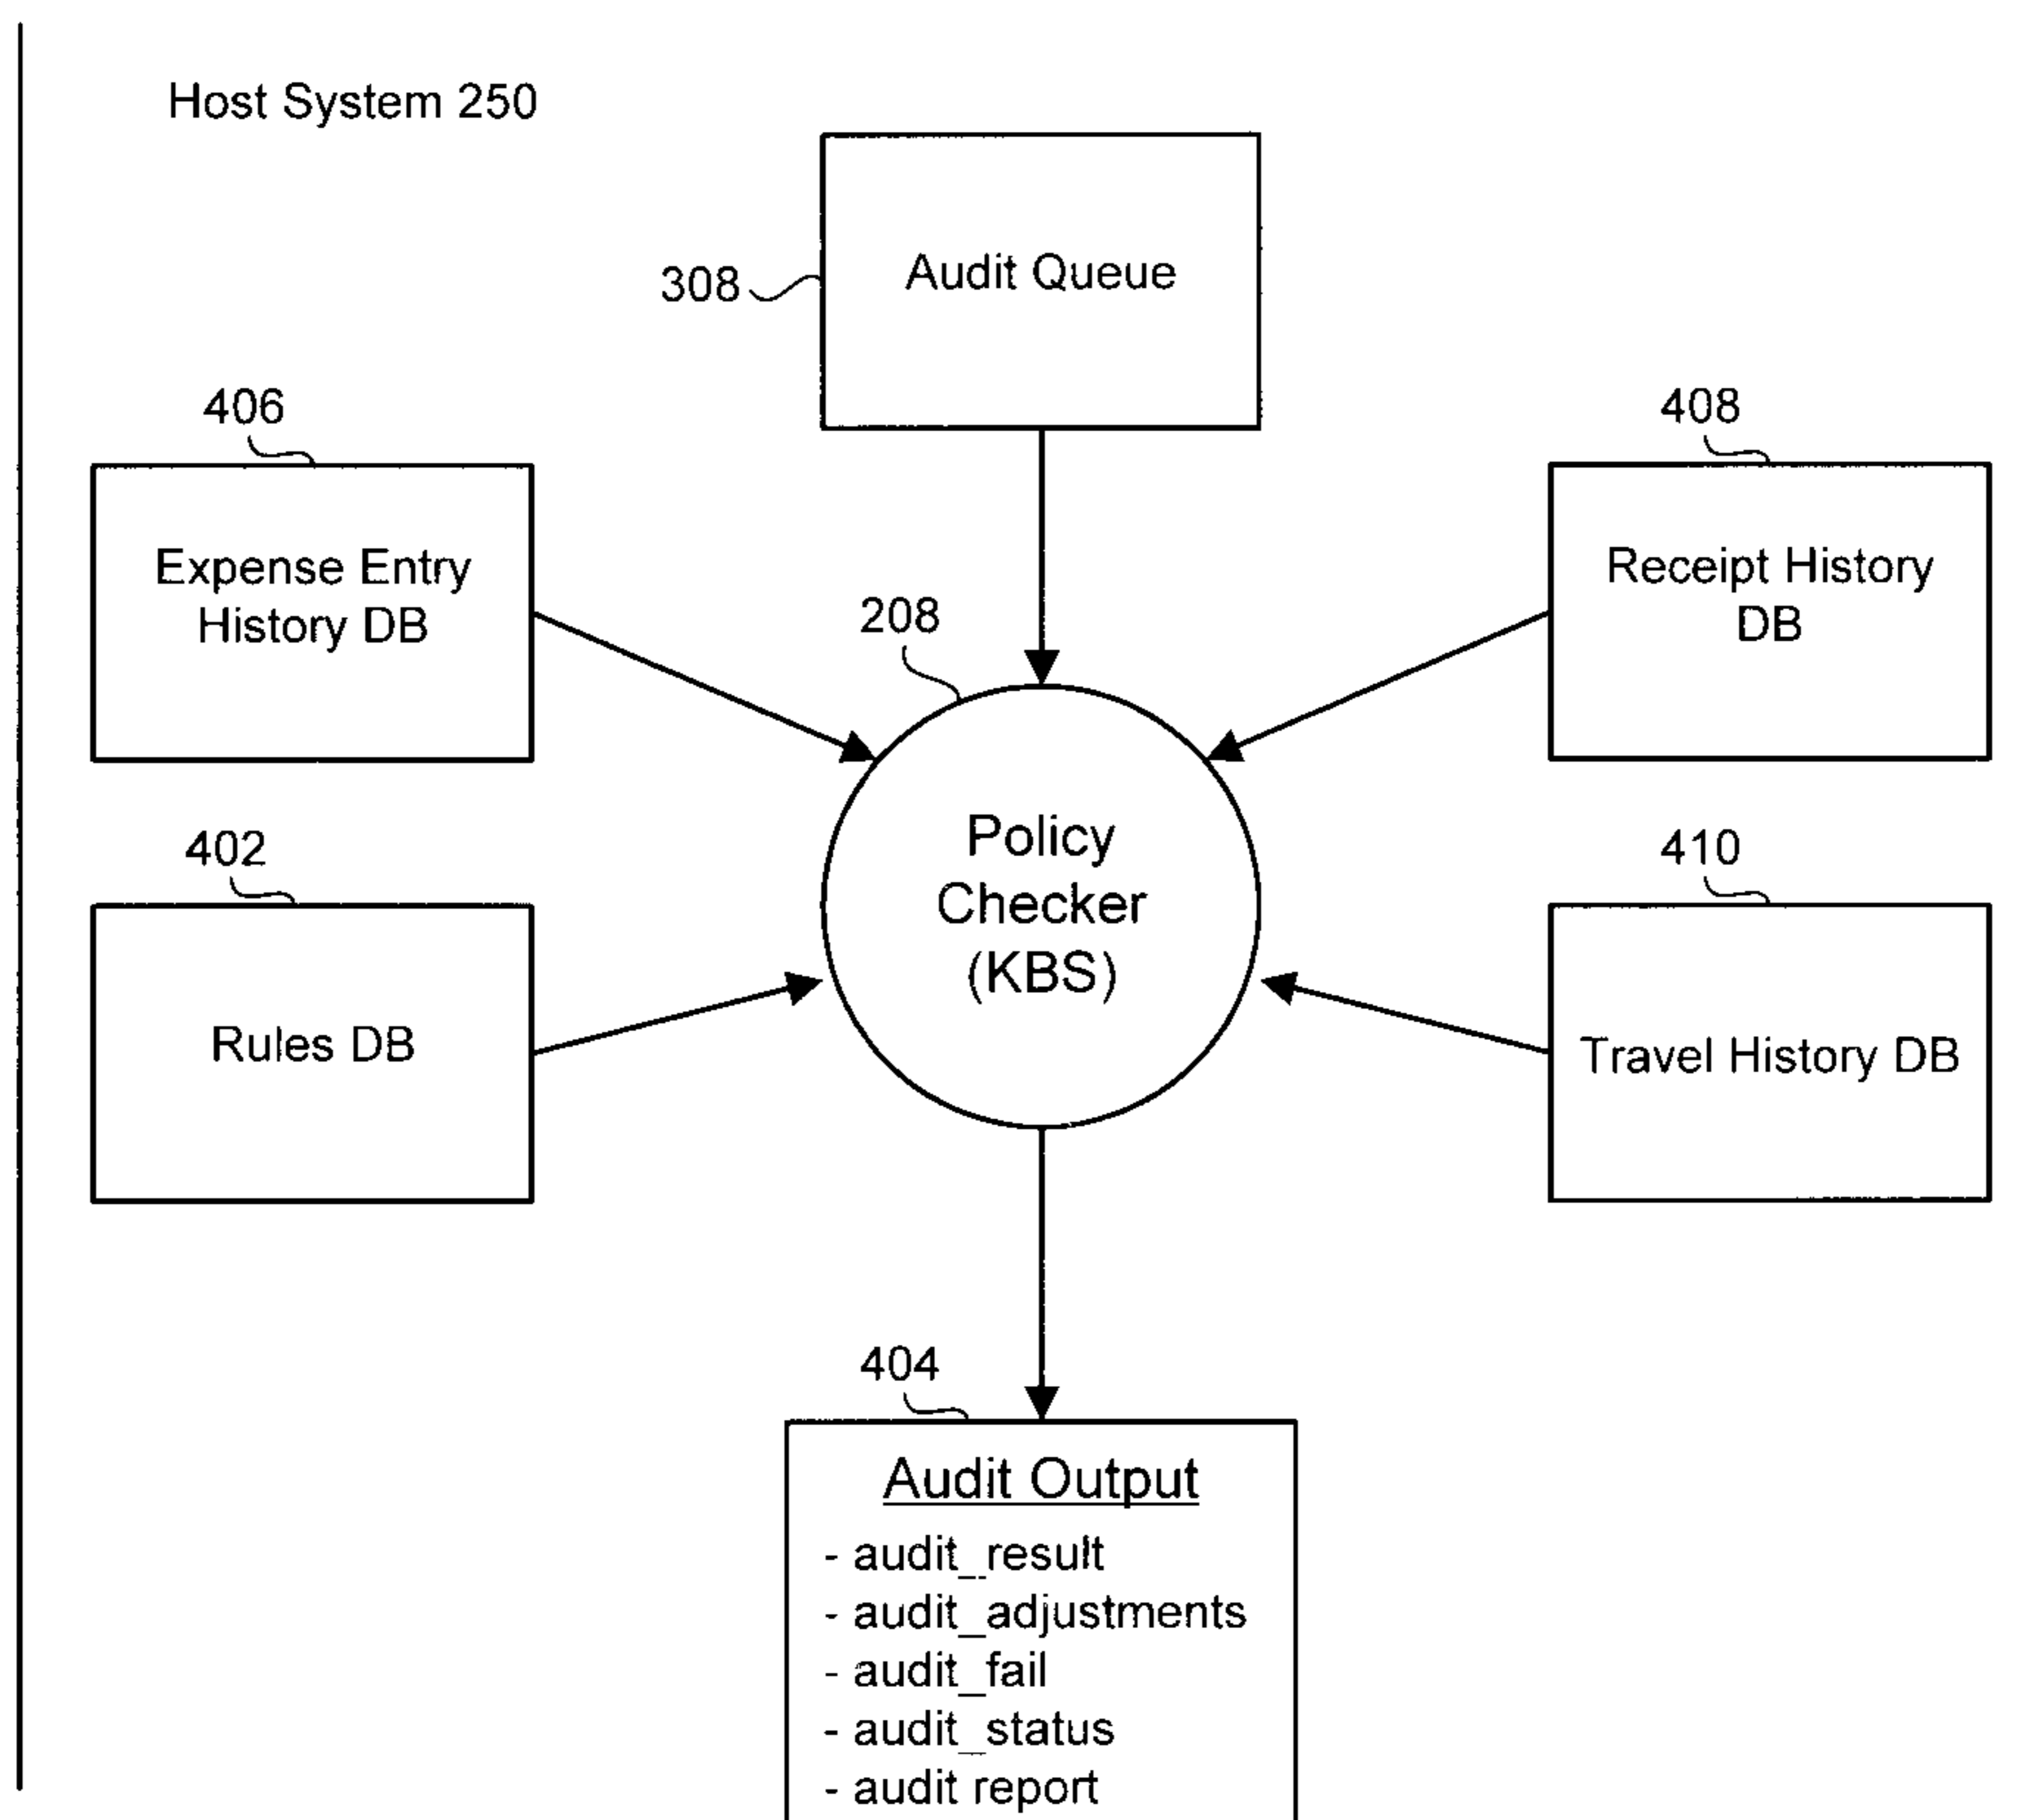 Host System 250
Audit Queue
308
406
408
Expense Entry
History DB
Receipt History
DB
208
Policy
Checker
(KBS)
402
410
Rules DB
Travel History DB
404
Audit Output
- audit_result
- audit_adjustments
- audit_fail
- audit_status
- audit report